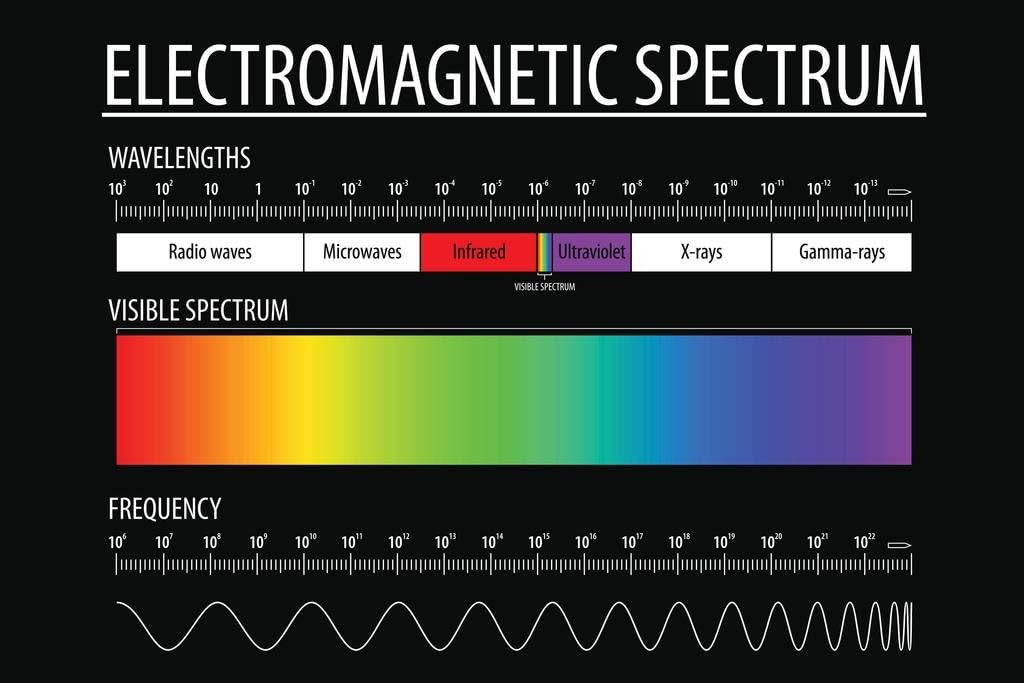 ELECTROMAGNETIC SPECTRUM
WAVELENGTHS
10³ 10² 10 1 10⁻¹ 10⁻² 10⁻³ 10⁻⁴ 10⁻⁵ 10⁻⁶ 10⁻⁷ 10⁻⁸ 10⁻⁹ 10⁻¹⁰ 10⁻¹¹ 10⁻¹² 10⁻¹³
Radio waves Microwaves Infrared Ultraviolet X-rays Gamma-rays
VISIBLE SPECTRUM
VISIBLE SPECTRUM
FREQUENCY
10⁶ 10⁷ 10⁸ 10⁹ 10¹⁰ 10¹¹ 10¹² 10¹³ 10¹⁴ 10¹⁵ 10¹⁶ 10¹⁷ 10¹⁸ 10¹⁹ 10²⁰ 10²¹ 10²²